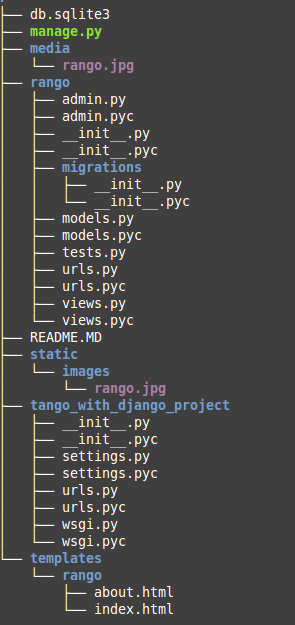 ├── db.sqlite3
├── manage.py
├── media
│   └── rango.jpg
├── rango
│   ├── admin.py
│   ├── admin.pyc
│   ├── __init__.py
│   ├── __init__.pyc
│   ├── migrations
│   │   ├── __init__.py
│   │   └── __init__.pyc
│   ├── models.py
│   ├── models.pyc
│   ├── tests.py
│   ├── urls.py
│   ├── urls.pyc
│   ├── views.py
│   └── views.pyc
├── README.MD
├── static
│   └── images
│       └── rango.jpg
├── tango_with_django_project
│   ├── __init__.py
│   ├── __init__.pyc
│   ├── settings.py
│   ├── settings.pyc
│   ├── urls.py
│   ├── urls.pyc
│   ├── wsgi.py
│   └── wsgi.pyc
└── templates
    └── rango
        ├── about.html
        └── index.html